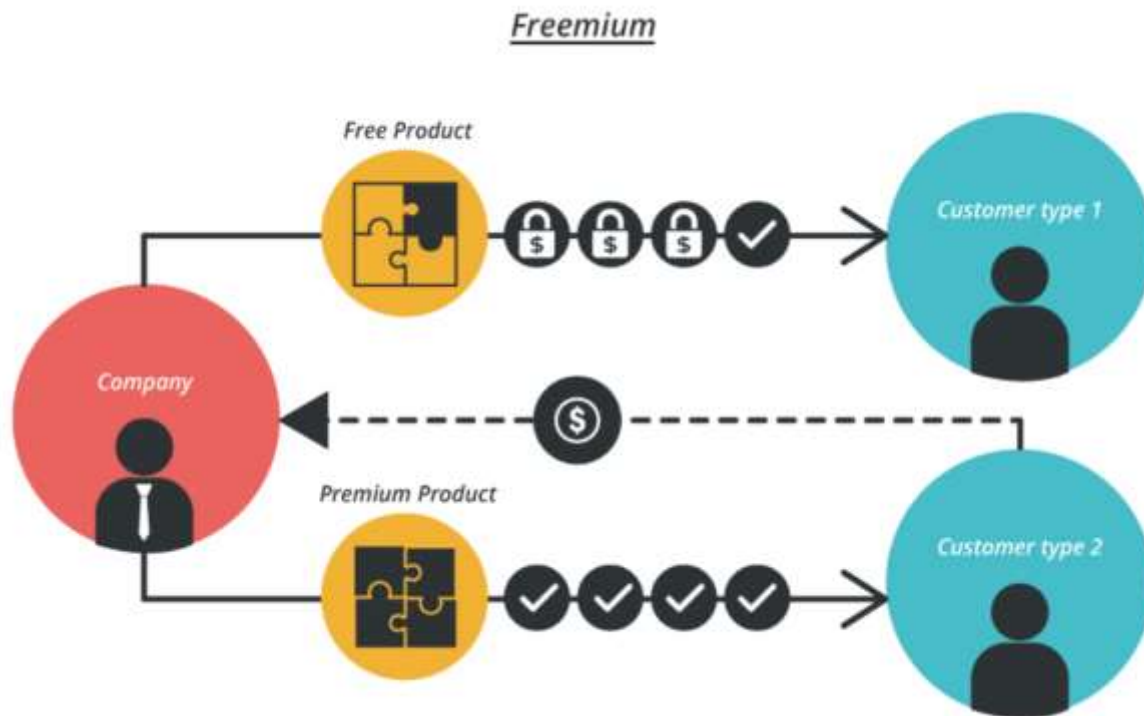 Freemium
Free Product
Customer type 1
$ $ $
Company
$
Premium Product
Customer type 2